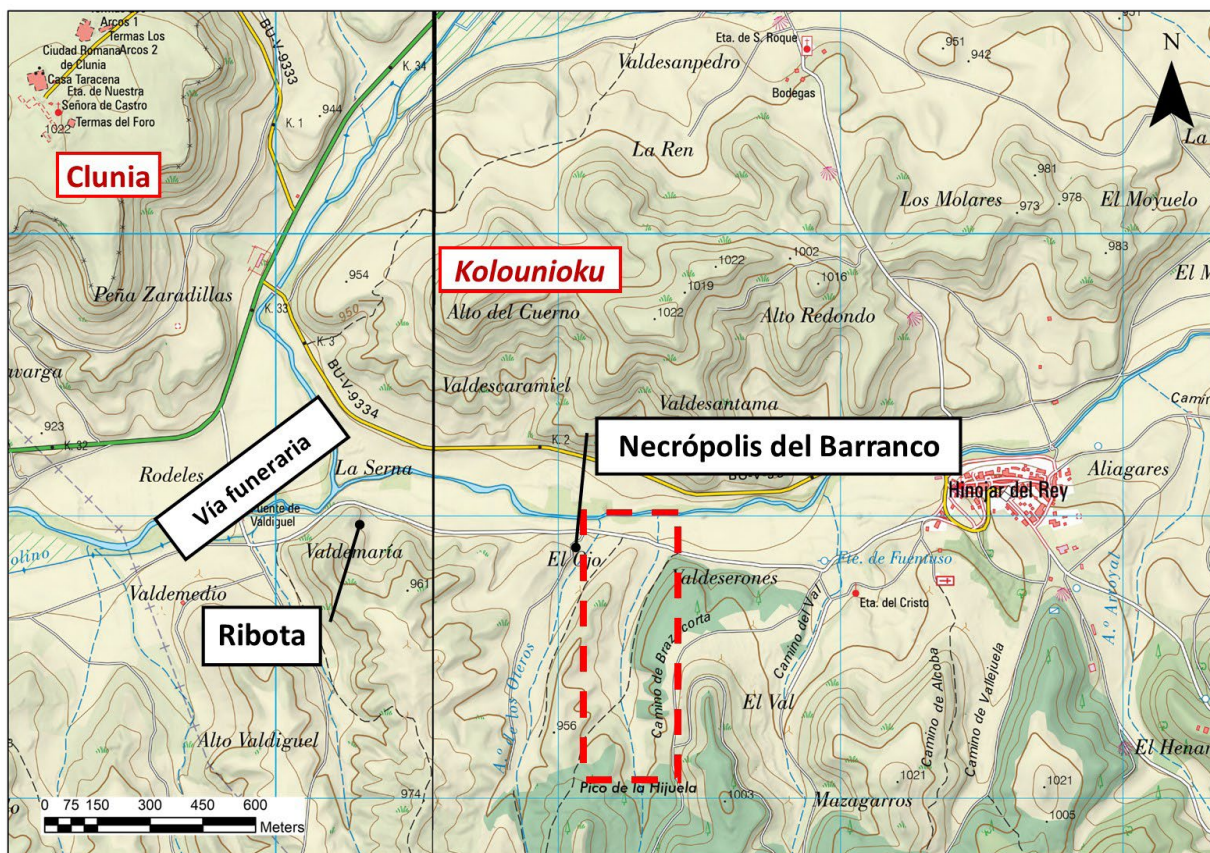 Arcos 1
Termas Los
Ciudad Romana
Arcos 2
de Clunia
Casa Taracena
Eta. de Nuestra
Señora de Castro
Termas del Foro
1022
Clunia
BU-V-9333
K. 34
K. 1
944
Valdesanpedro
Eta. de S. Roque
Bodegas
951
942
N
La Ren
La
Los Molares
981
973
978
El Moyuelo
983
Peña Zaradillas
954
950
K. 33
K. 3
Kolounioku
1022
1002
1019
1016
1022
Alto del Cuerno
Alto Redondo
BU-V-9334
Valdescaramiel
Valdesantama
923
K. 32
Rodeles
Vía funeraria
La Serna
K. 2
Necrópolis del Barranco
Hinojar del Rey
Aliagares
Valdemaría
961
Valdemedio
Ribota
El Ojo
Valdeserones
Fte. de Fuentuso
Eta. del Cristo
A.º Arroyal
A.º de los Oteros
Camino del Val
El Val
Camino de Alcoba
Camino de Vallejuela
956
Alto Valdiguel
974
Pico de la Hijuela
1003
Mazagarros
1021
1021
1005
0 75 150 300 450 600
Meters